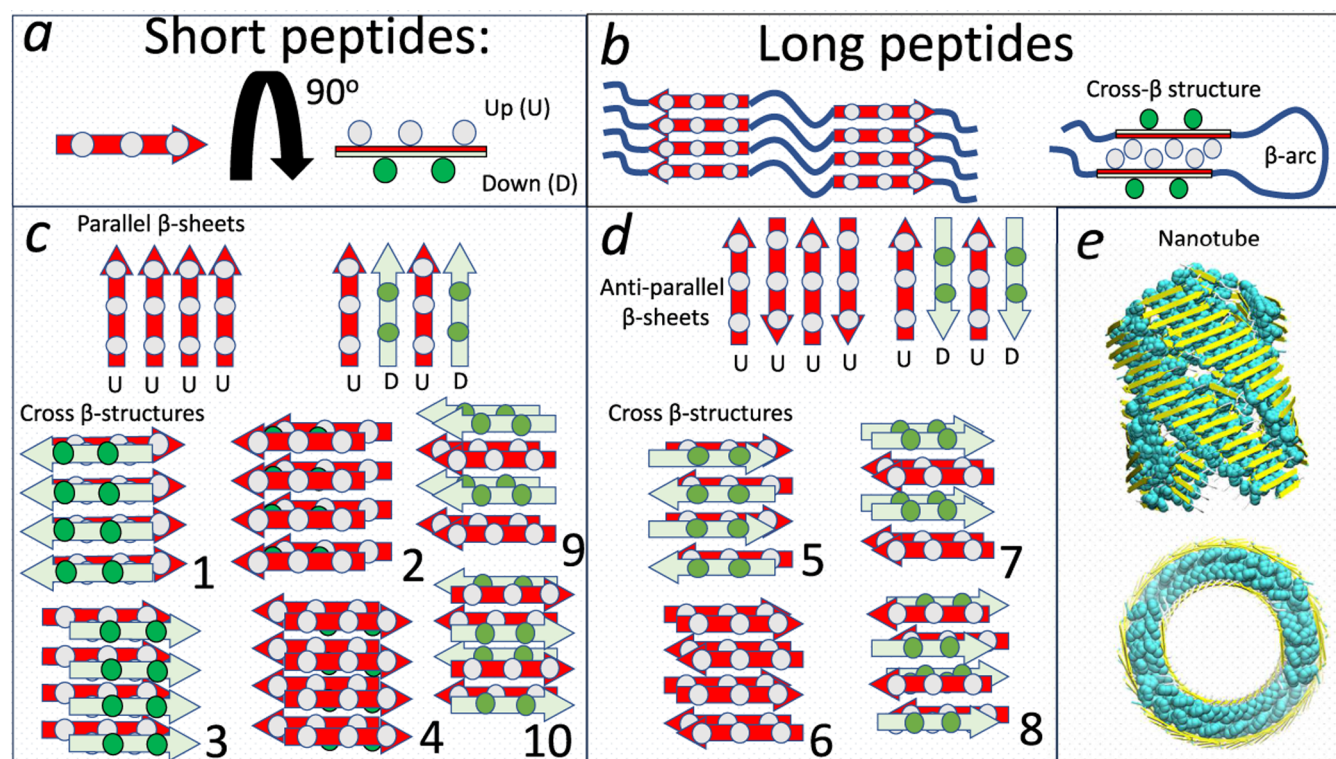 a
Short peptides:
90º
Up (U)
Down (D)
b
Long peptides
Cross-β structure
β-arc
c
Parallel β-sheets
U U U U
U D U D
Cross β-structures
1
2
9
3
4
10
d
Anti-parallel
β-sheets
U U U U
U D U D
Cross β-structures
5
7
6
8
e
Nanotube